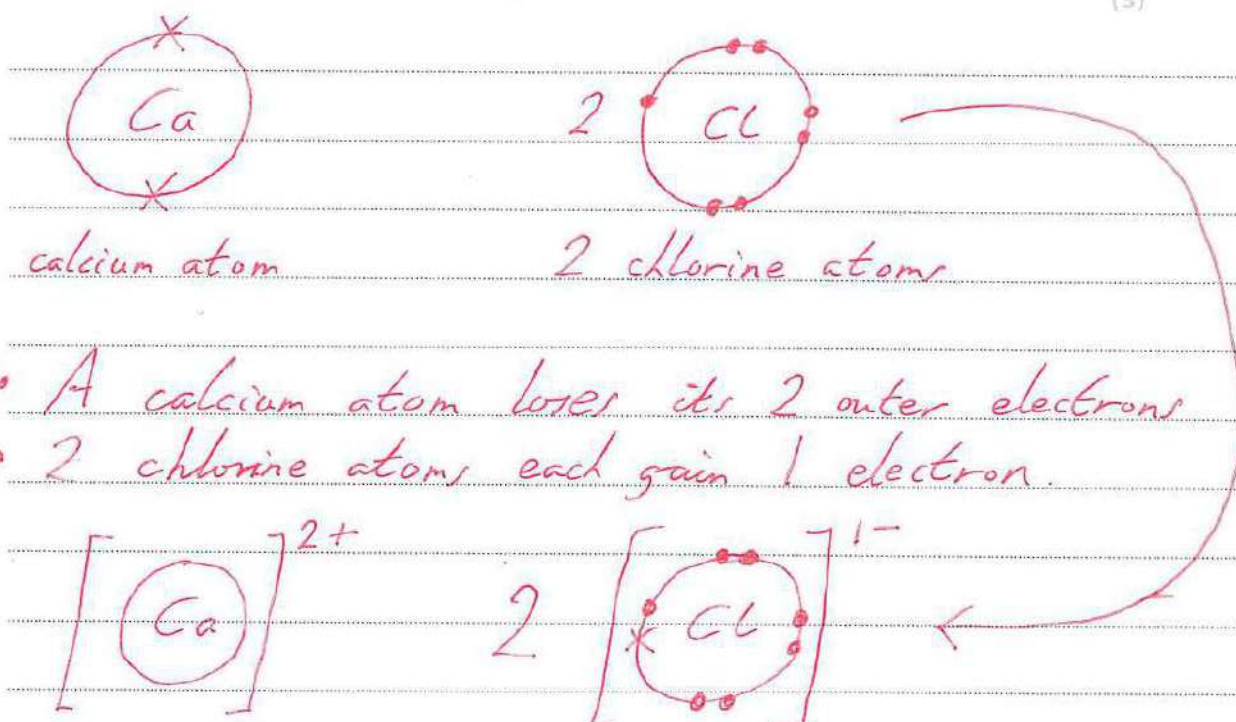 (5)
Ca 2 Cl
calcium atom 2 chlorine atoms
• A calcium atom loses its 2 outer electrons
• 2 chlorine atoms each gain 1 electron.
[Ca]2+ 2 [Cl]1-